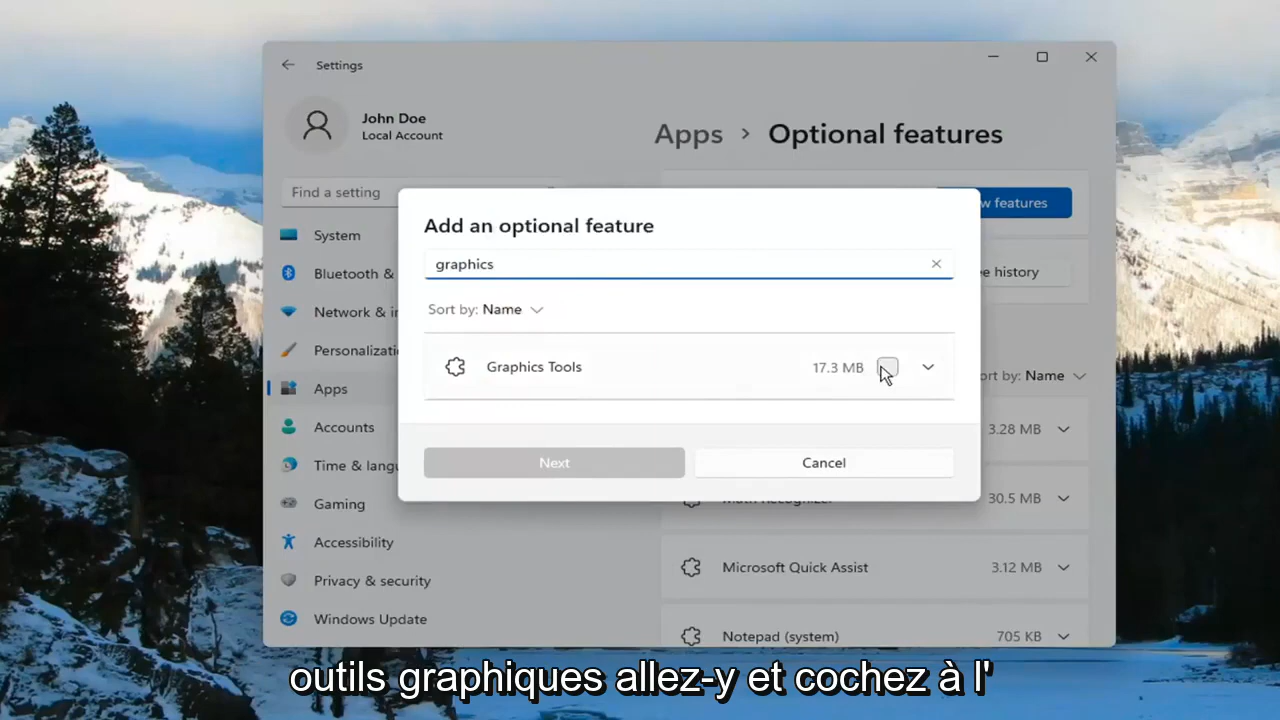 Settings
John Doe
Local Account
Find a setting
System
Bluetooth &
Network &
Personalizati
Apps
Accounts
Time & langu
Gaming
Accessibility
Privacy & security
Windows Update
Apps > Optional features
w features
e history
Add an optional feature
graphics
Sort by: Name
Graphics Tools 17.3 MB
Next
Cancel
ort by: Name
3.28 MB
Math Recognizer 30.5 MB
Microsoft Quick Assist 3.12 MB
Notepad (system) 705 KB
outils graphiques allez-y et cochez à l'